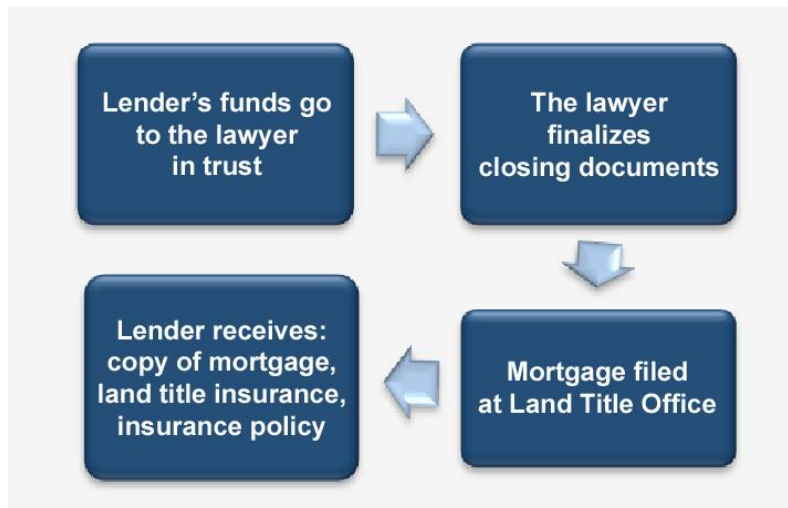 Lender's funds go
to the lawyer
in trust
The lawyer
finalizes
closing documents
Mortgage filed
at Land Title Office
Lender receives:
copy of mortgage,
land title insurance,
insurance policy